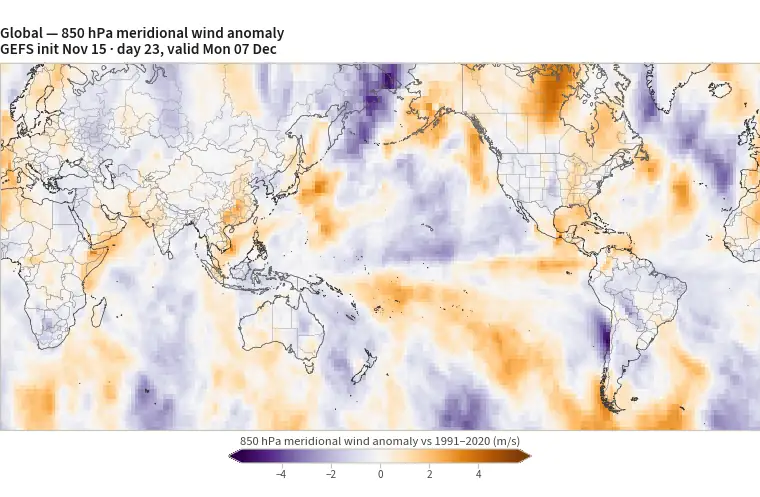 Global — 850 hPa meridional wind anomaly
GEFS init Nov 15 · day 23, valid Mon 07 Dec
850 hPa meridional wind anomaly vs 1991–2020 (m/s)
−4 −2 0 2 4